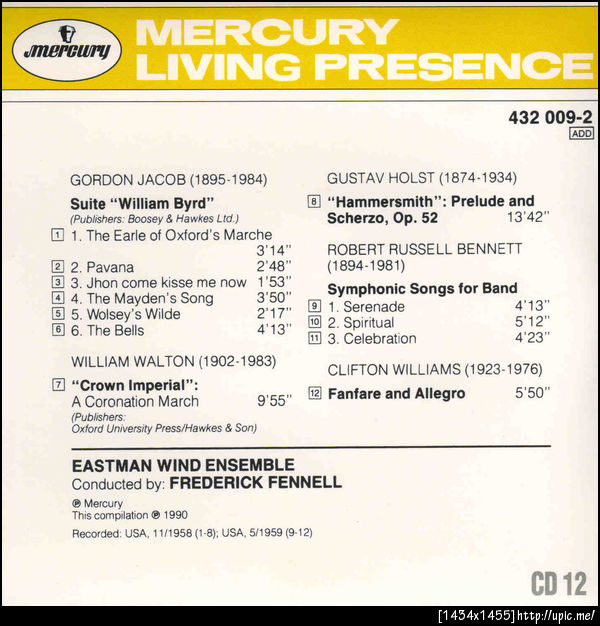 mercury
MERCURY
LIVING PRESENCE
432 009-2
ADD
GORDON JACOB (1895-1984)
Suite "William Byrd"
(Publishers: Boosey & Hawkes Ltd.)
1 1. The Earle of Oxford's Marche
3'14"
2 2. Pavana 2'48"
3 3. Jhon come kisse me now 1'53"
4 4. The Mayden's Song 3'50"
5 5. Wolsey's Wilde 2'17"
6 6. The Bells 4'13"
WILLIAM WALTON (1902-1983)
7 "Crown Imperial":
A Coronation March 9'55"
(Publishers:
Oxford University Press/Hawkes & Son)
GUSTAV HOLST (1874-1934)
8 "Hammersmith": Prelude and
Scherzo, Op. 52 13'42"
ROBERT RUSSELL BENNETT
(1894-1981)
Symphonic Songs for Band
9 1. Serenade 4'13"
10 2. Spiritual 5'12"
11 3. Celebration 4'23"
CLIFTON WILLIAMS (1923-1976)
12 Fanfare and Allegro 5'50"
EASTMAN WIND ENSEMBLE
Conducted by: FREDERICK FENNELL
℗ Mercury
This compilation ℗ 1990
Recorded: USA, 11/1958 (1-8); USA, 5/1959 (9-12)
CD 12
[1434x1455]http://upic.me/